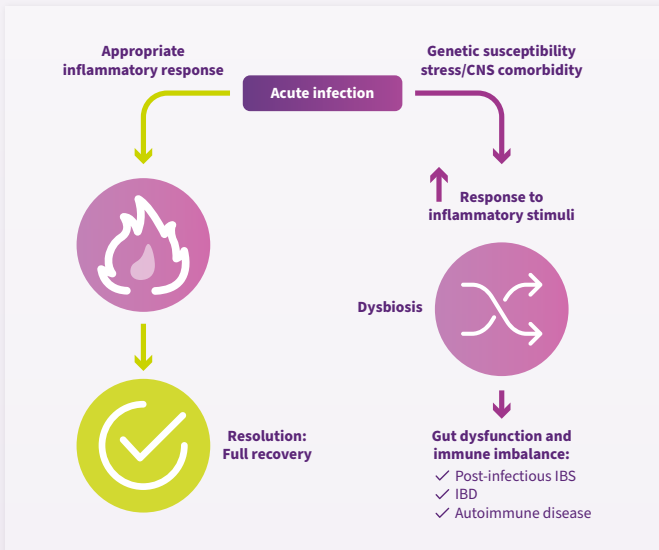 Appropriate
inflammatory response
Genetic susceptibility
stress/CNS comorbidity
Acute infection
Response to
inflammatory stimuli
Dysbiosis
Resolution:
Full recovery
Gut dysfunction and
immune imbalance:
Post-infectious IBS
IBD
Autoimmune disease